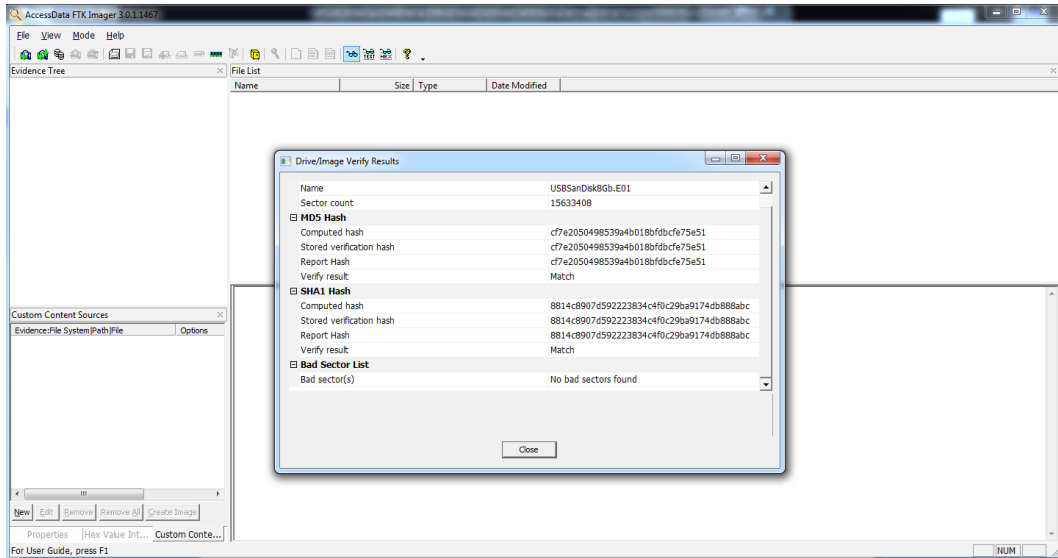 AccessData FTK Imager 3.0.1.1467
File View Mode Help
TEXT HEX
Evidence Tree
File List
Name Size Type Date Modified
Drive/Image Verify Results
Name USBSanDisk8Gb.E01
Sector count 15633408
MD5 Hash
Computed hash cf7e2050498539a4b018bfdbcfe75e51
Stored verification hash cf7e2050498539a4b018bfdbcfe75e51
Report Hash cf7e2050498539a4b018bfdbcfe75e51
Verify result Match
SHA1 Hash
Computed hash 8814c8907d592223834c4f0c29ba9174db888abc
Stored verification hash 8814c8907d592223834c4f0c29ba9174db888abc
Report Hash 8814c8907d592223834c4f0c29ba9174db888abc
Verify result Match
Bad Sector List
Bad sector(s) No bad sectors found
Close
Custom Content Sources
Evidence:File System|Path|File Options
New Edit Remove Remove All Create Image
Properties Hex Value Int... Custom Conte...
For User Guide, press F1
NUM